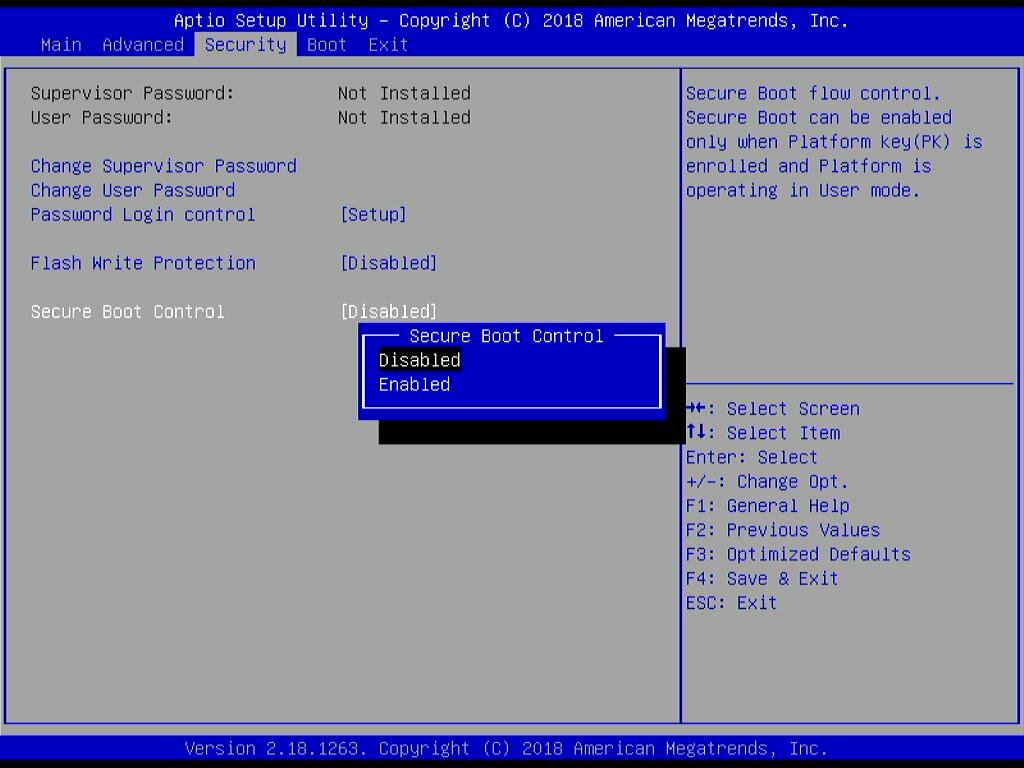 Aptio Setup Utility – Copyright (C) 2018 American Megatrends, Inc.
Main Advanced Security Boot Exit
Supervisor Password: Not Installed
User Password: Not Installed
Change Supervisor Password
Change User Password
Password Login control [Setup]
Flash Write Protection [Disabled]
Secure Boot Control [Disabled]
Secure Boot Control
Disabled
Enabled
Secure Boot flow control.
Secure Boot can be enabled
only when Platform key(PK) is
enrolled and Platform is
operating in User mode.
→←: Select Screen
↑↓: Select Item
Enter: Select
+/-: Change Opt.
F1: General Help
F2: Previous Values
F3: Optimized Defaults
F4: Save & Exit
ESC: Exit
Version 2.18.1263. Copyright (C) 2018 American Megatrends, Inc.